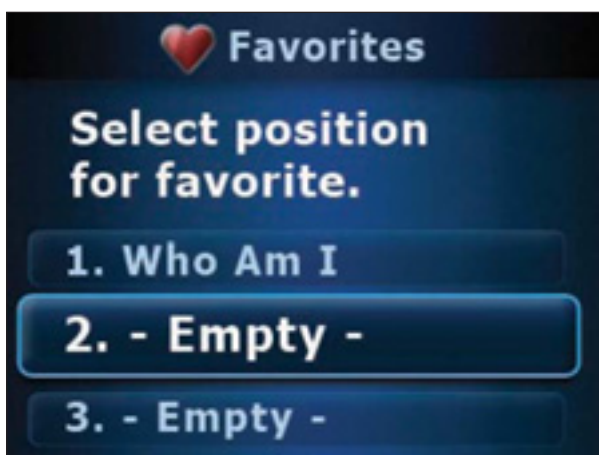 Favorites
Select position
for favorite.
1. Who Am I
2. - Empty -
3. - Empty -